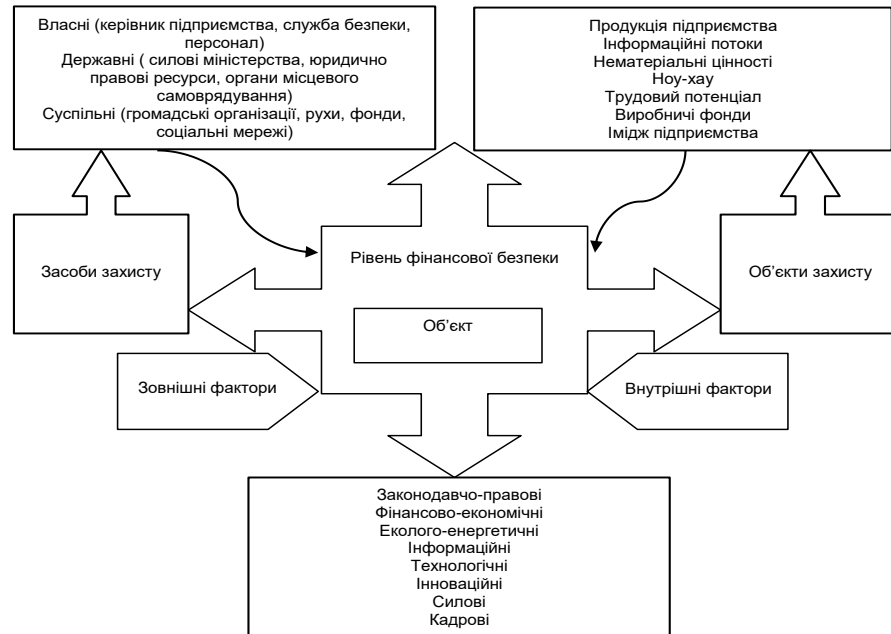 Власні (керівник підприємства, служба безпеки,
персонал)
Державні ( силові міністерства, юридично
правові ресурси, органи місцевого
самоврядування)
Суспільні (громадські організації, рухи, фонди,
соціальні мережі)
Продукція підприємства
Інформаційні потоки
Нематеріальні цінності
Ноу-хау
Трудовий потенціал
Виробничі фонди
Імідж підприємства
Засоби захисту
Рівень фінансової безпеки
Об’єкти захисту
Об’єкт
Зовнішні фактори
Внутрішні фактори
Законодавчо-правові
Фінансово-економічні
Еколого-енергетичні
Інформаційні
Технологічні
Інноваційні
Силові
Кадрові